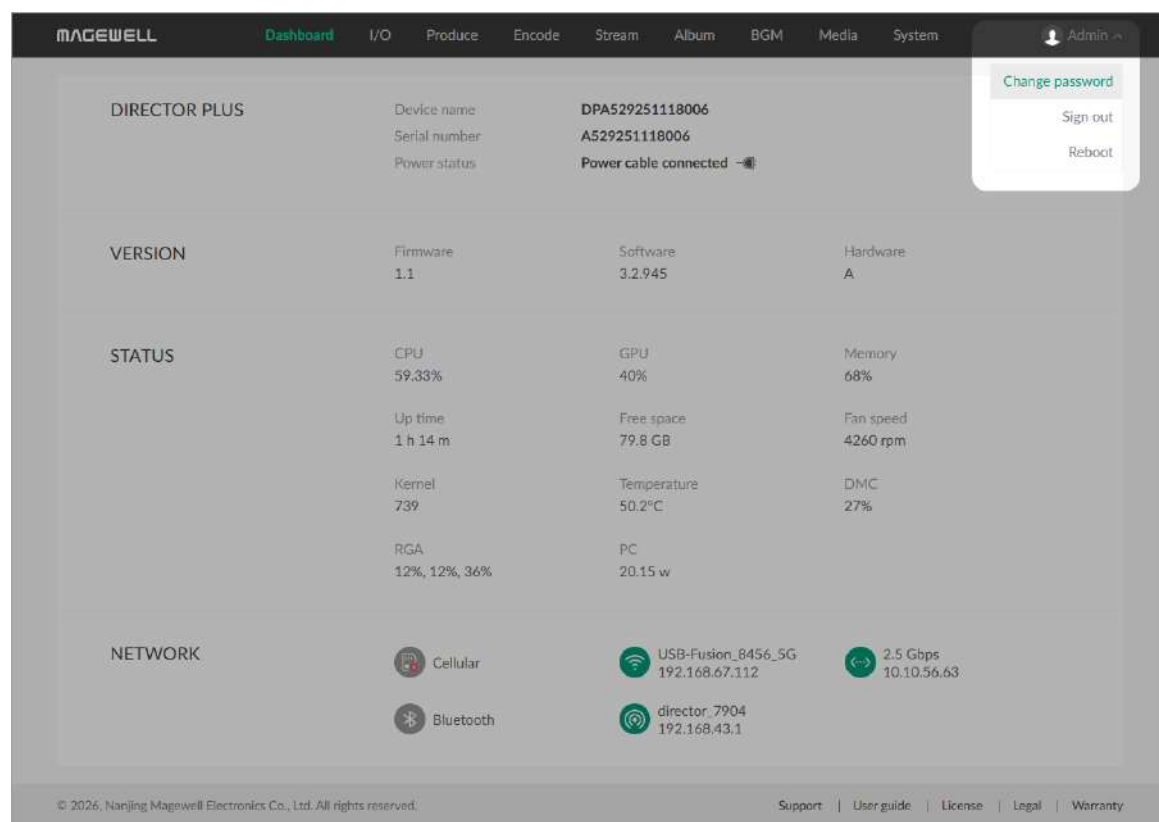 MAGEWELL Dashboard I/O Produce Encode Stream Album BGM Media System Admin
Change password
Sign out
Reboot
DIRECTOR PLUS
Device name DPA529251118006
Serial number A529251118006
Power status Power cable connected
VERSION
Firmware Software Hardware
1.1 3.2.945 A
STATUS
CPU GPU Memory
59.33% 40% 68%
Up time Free space Fan speed
1 h 14 m 79.8 GB 4260 rpm
Kernel Temperature DMC
739 50.2°C 27%
RGA PC
12%, 12%, 36% 20.15 w
NETWORK
Cellular
USB-Fusion_8456_5G
192.168.67.112
2.5 Gbps
10.10.56.63
Bluetooth
director_7904
192.168.43.1
© 2026, Nanjing Magewell Electronics Co., Ltd. All rights reserved. Support | User guide | License | Legal | Warranty